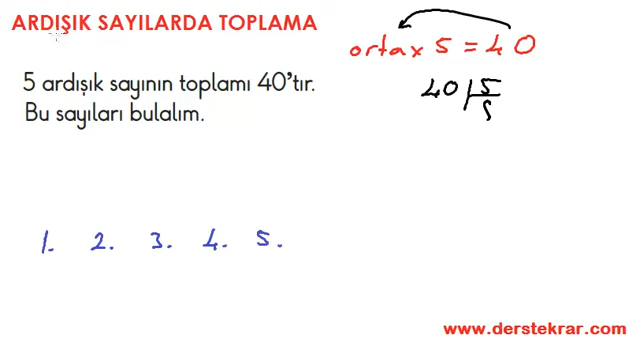 ARDIŞIK SAYILARDA TOPLAMA
ortax 5 = 40
5 ardışık sayının toplamı 40'tır.
Bu sayıları bulalım.
40 | 5
1. 2. 3. 4. 5.
www.derstekrar.com